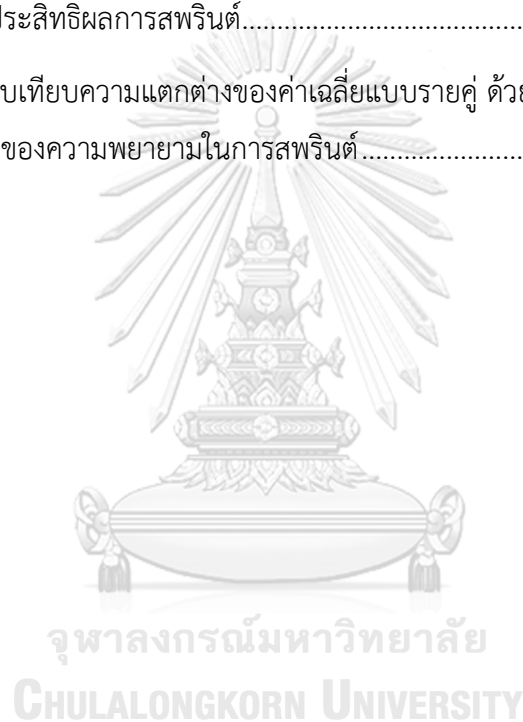 ประสิทธิผลการสพรินต์.......................................
บเทียบความแตกต่างของค่าเฉลี่ยแบบรายคู่ ด้วย
ของความพยายามในการสพรินต์........................
จุฬาลงกรณ์มหาวิทยาลัย
CHULALONGKORN UNIVERSITY